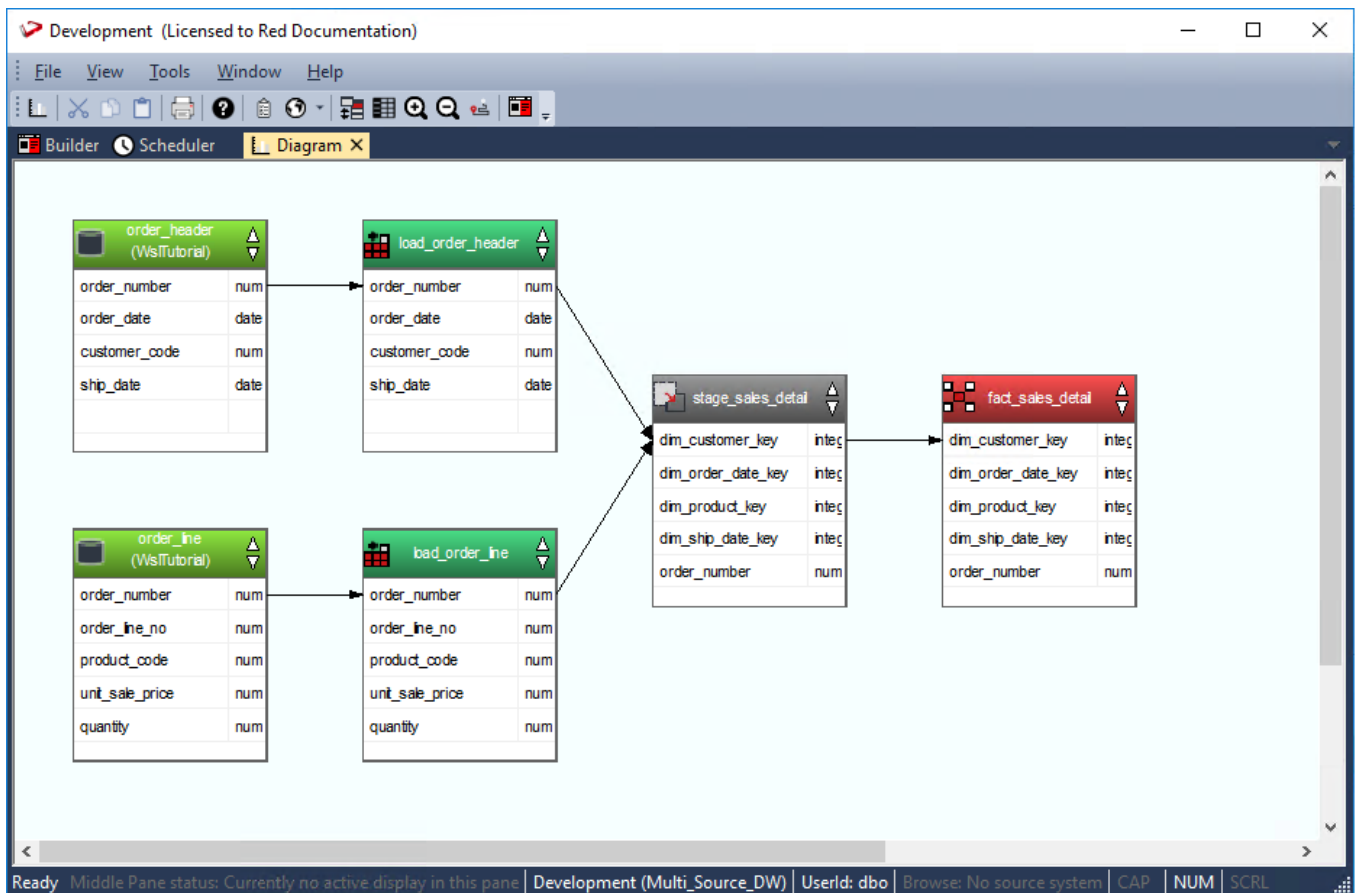 Development (Licensed to Red Documentation)
File View Tools Window Help
Builder Scheduler Diagram
order_header
(WslTutorial)
order_number num
order_date date
customer_code num
ship_date date
load_order_header
order_number num
order_date date
customer_code num
ship_date date
order_line
(WslTutorial)
order_number num
order_line_no num
product_code num
unit_sale_price num
quantity num
load_order_line
order_number num
order_line_no num
product_code num
unit_sale_price num
quantity num
stage_sales_detail
dim_customer_key integ
dim_order_date_key integ
dim_product_key integ
dim_ship_date_key integ
order_number num
fact_sales_detail
dim_customer_key integ
dim_order_date_key integ
dim_product_key integ
dim_ship_date_key integ
order_number num
Ready Middle Pane status: Currently no active display in this pane Development (Multi_Source_DW) UserId: dbo Browse: No source system CAP NUM SCRL